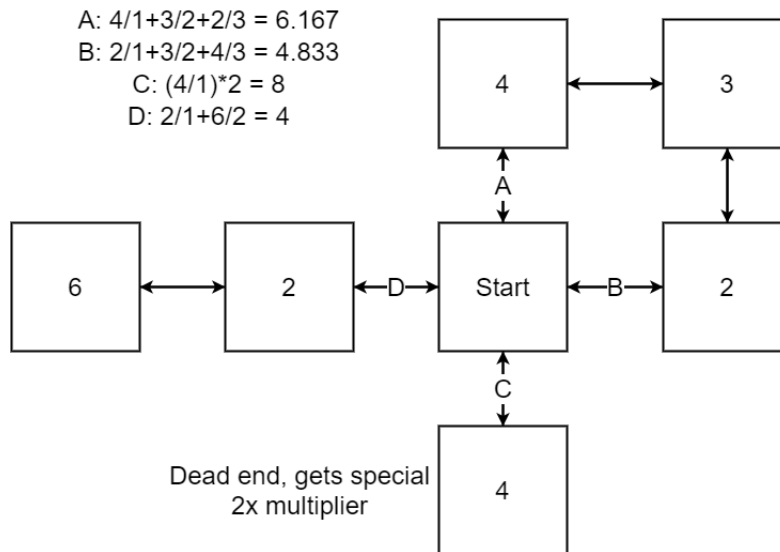 A: 4/1+3/2+2/3 = 6.167
B: 2/1+3/2+4/3 = 4.833
C: (4/1)*2 = 8
D: 2/1+6/2 = 4
4
3
A
6
2
D
Start
B
2
C
Dead end, gets special
2x multiplier
4